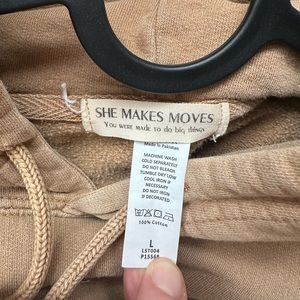 SHE MAKES MOVES
You were made to do big things
Made in Pakistan
MACHINE WASH
COLD SEPARATELY
DO NOT BLEACH
TUMBLE DRY LOW
COOL IRON IF
NECESSARY
DO NOT IRON IF
DECORATED
100% Cotton
L
LST004